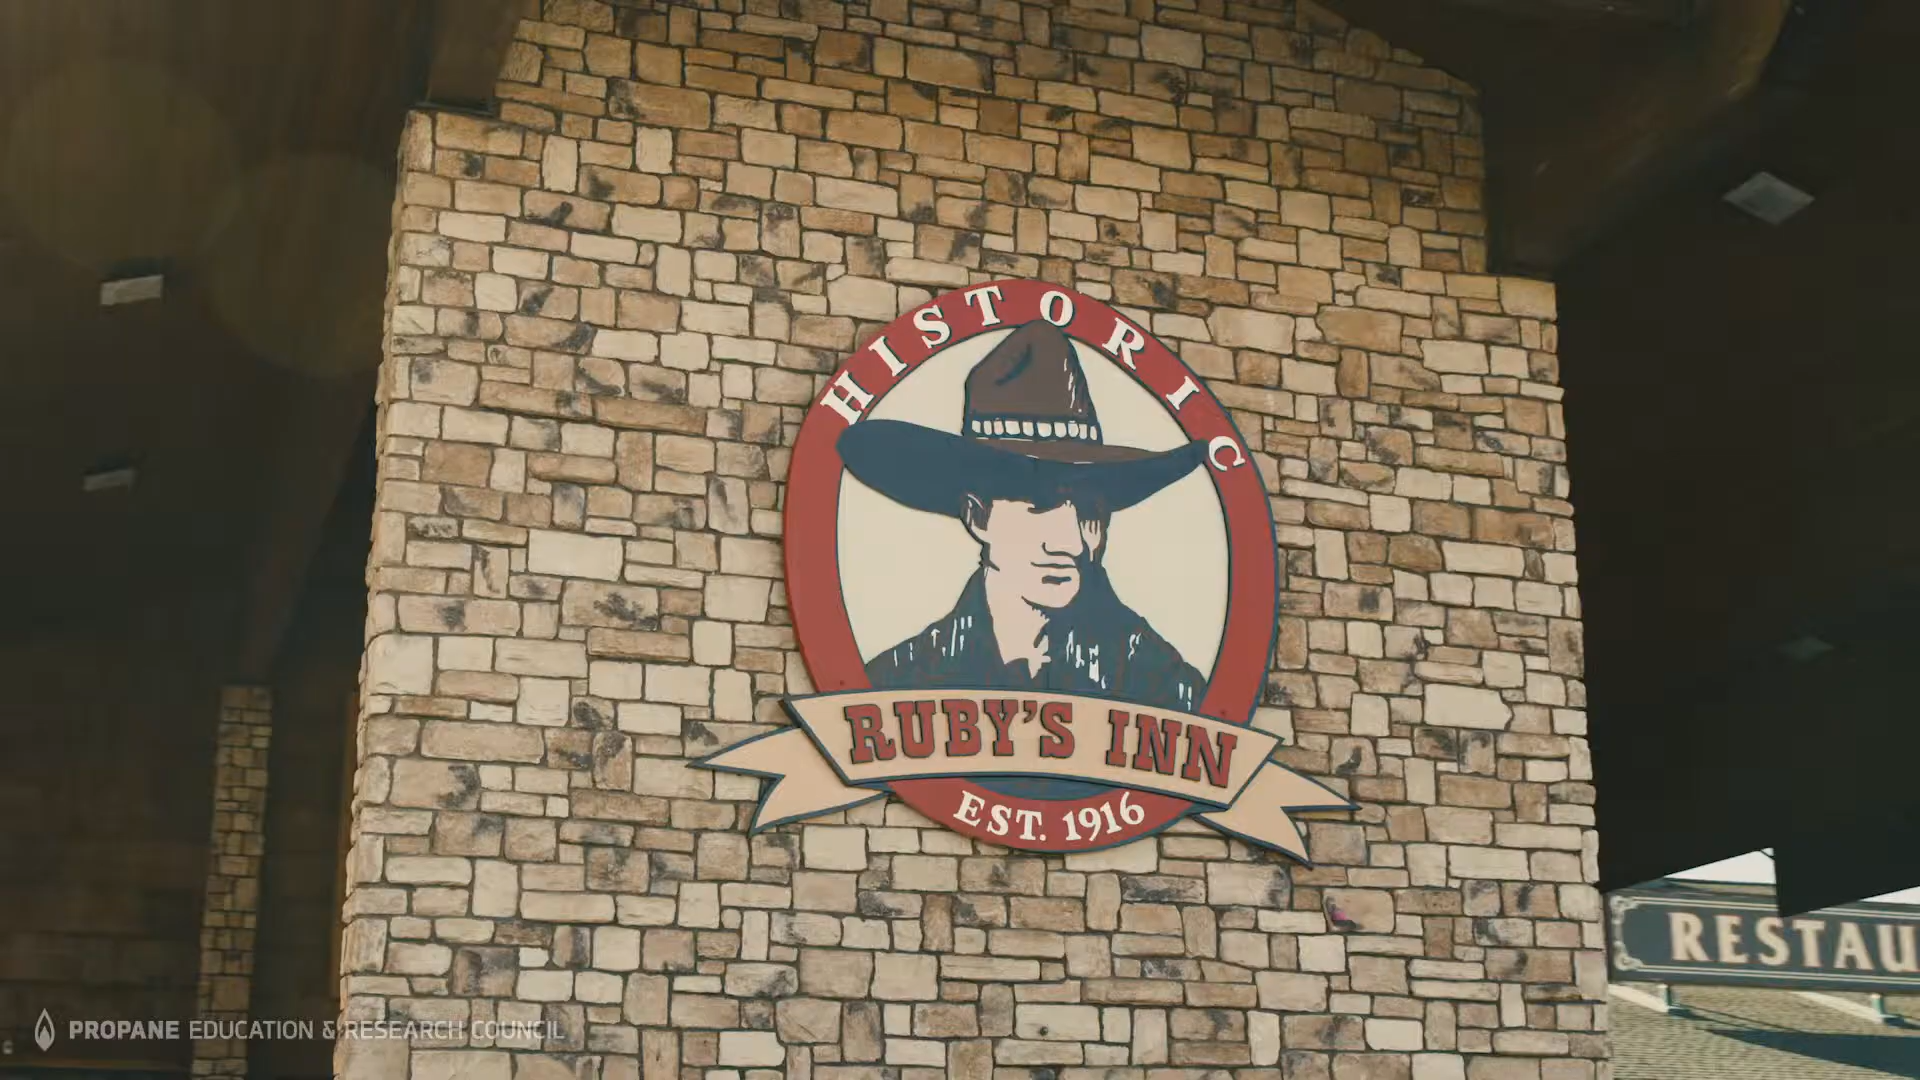 HISTORIC
RUBY'S INN
EST. 1916
RESTAU
PROPANE EDUCATION & RESEARCH COUNCIL